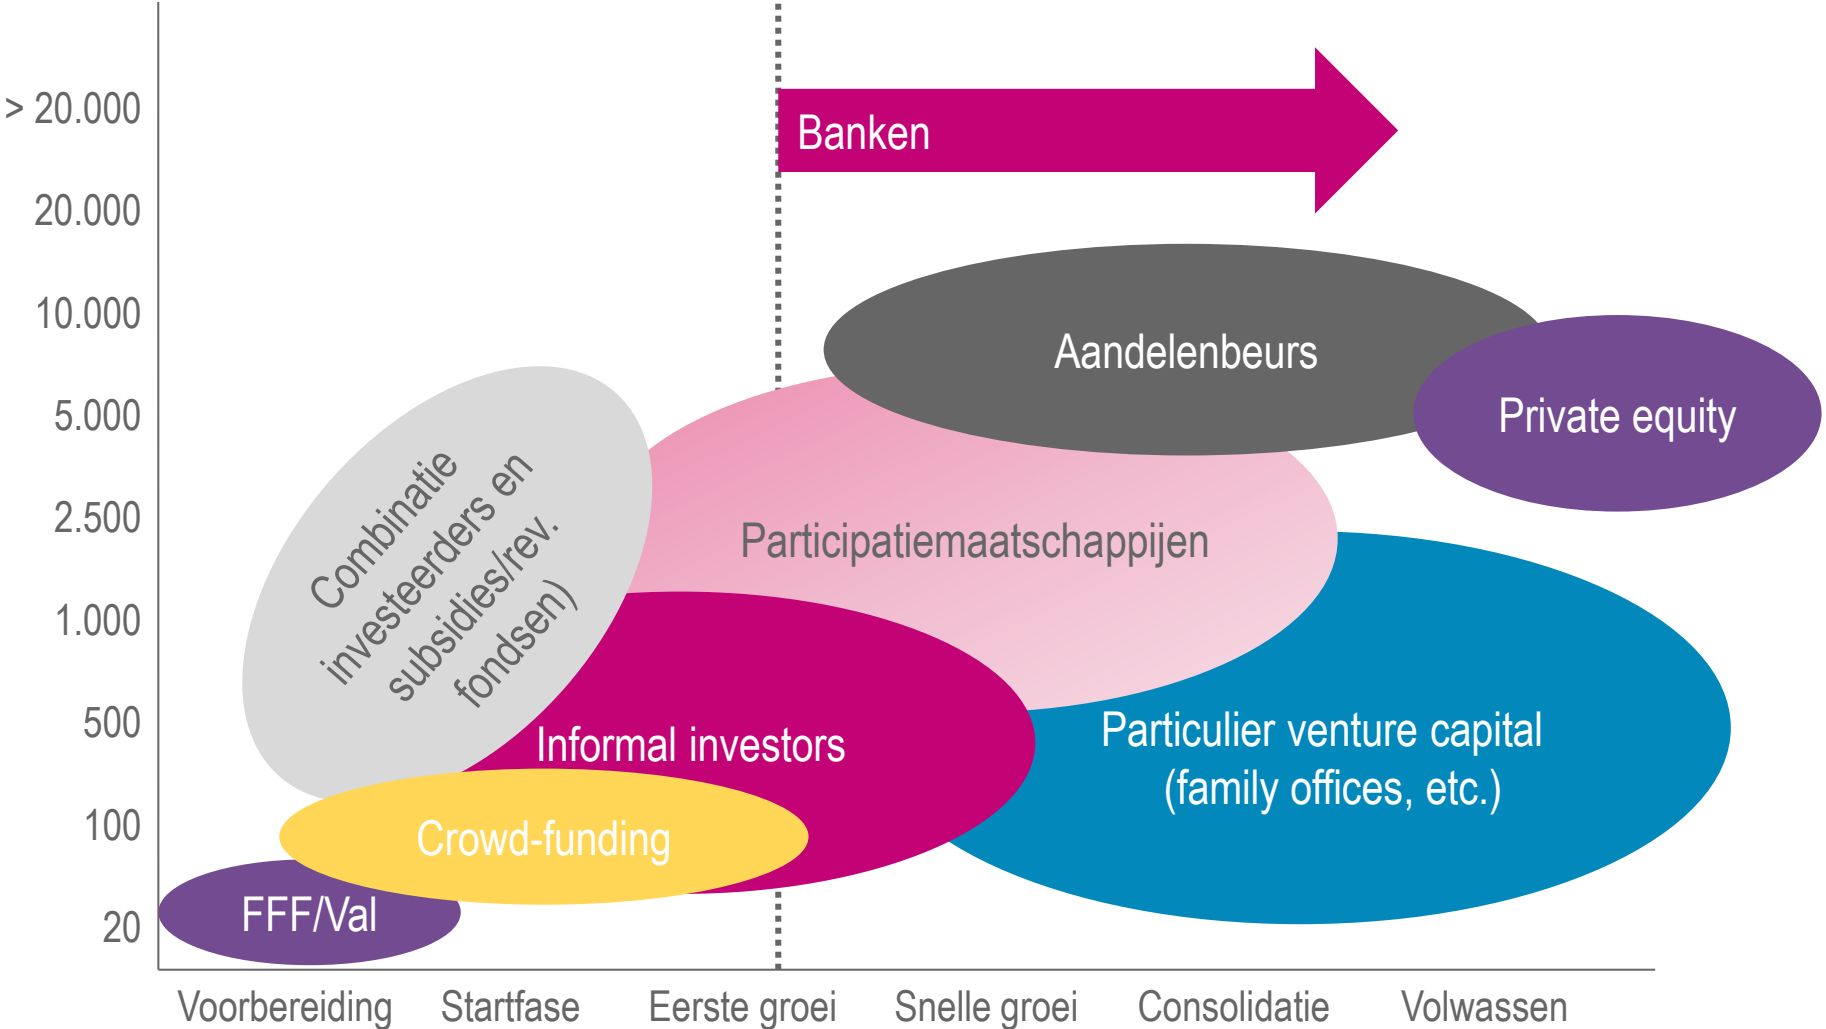 > 20.000
20.000
10.000
5.000
2.500
1.000
500
100
20
Banken
Aandelenbeurs
Private equity
Combinatie
investeerders en
subsidies/rev.
fondsen)
Participatiemaatschappijen
Informal investors
Particulier venture capital
(family offices, etc.)
Crowd-funding
FFF/Val
Voorbereiding
Startfase
Eerste groei
Snelle groei
Consolidatie
Volwassen